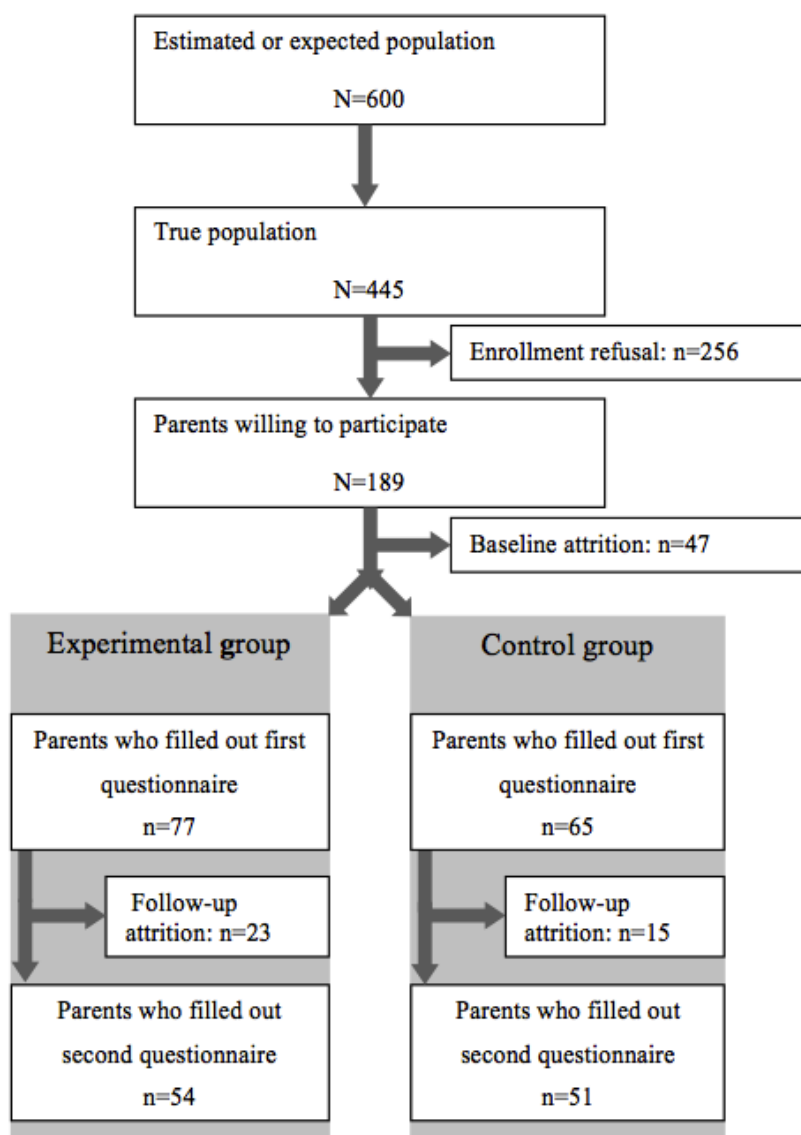 Estimated or expected population
N=600
True population
N=445
Enrollment refusal: n=256
Parents willing to participate
N=189
Baseline attrition: n=47
Experimental group
Parents who filled out first
questionnaire
n=77
Follow-up
attrition: n=23
Parents who filled out
second questionnaire
n=54
Control group
Parents who filled out first
questionnaire
n=65
Follow-up
attrition: n=15
Parents who filled out
second questionnaire
n=51